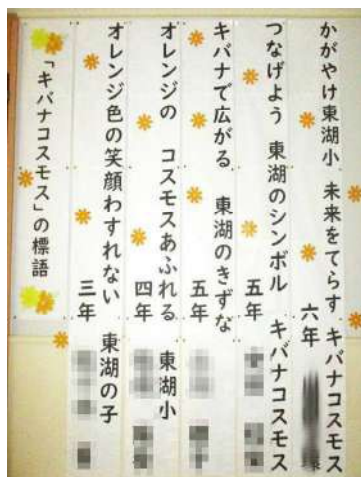 かがやけ東湖小 未来をてらす キバナコスモス
六年
つなげよう 東湖のシンボル キバナコスモス
五年
キバナで広がる 東湖のきずな
五年
オレンジの コスモスあふれる 東湖小
四年
オレンジ色の笑顔わすれない 東湖の子
三年
「キバナコスモス」の標語